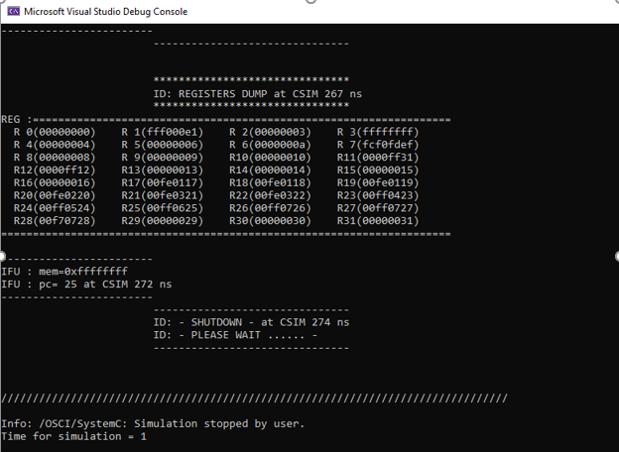 Microsoft Visual Studio Debug Console
------------------------
-------------------------------
*******************************
ID: REGISTERS DUMP at CSIM 267 ns
*******************************
REG :==================================================================
R 0(00000000) R 1(fff000e1) R 2(00000003) R 3(ffffffff)
R 4(00000004) R 5(00000006) R 6(0000000a) R 7(fcf0fdef)
R 8(00000008) R 9(00000009) R10(00000010) R11(0000ff31)
R12(0000ff12) R13(00000013) R14(00000014) R15(00000015)
R16(00000016) R17(00fe0117) R18(00fe0118) R19(00fe0119)
R20(00fe0220) R21(00fe0321) R22(00fe0322) R23(00ff0423)
R24(00ff0524) R25(00ff0625) R26(00ff0726) R27(00ff0727)
R28(00f70728) R29(00000029) R30(00000030) R31(00000031)
=======================================================================
------------------------
IFU : mem=0xffffffff
IFU : pc= 25 at CSIM 272 ns
------------------------
-------------------------------
ID: - SHUTDOWN - at CSIM 274 ns
ID: - PLEASE WAIT ...... -
-------------------------------
////////////////////////////////////////////////////////////////////////////////
Info: /OSCI/SystemC: Simulation stopped by user.
Time for simulation = 1